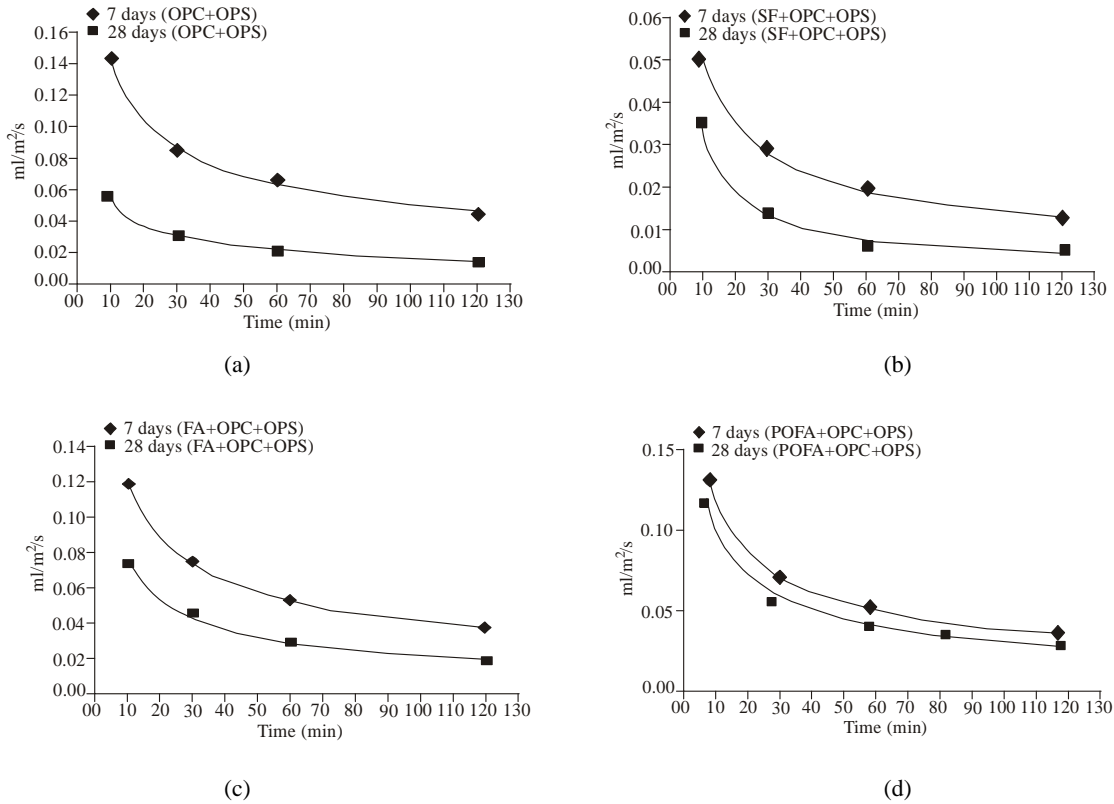 7 days (OPC+OPS)
28 days (OPC+OPS)
0.16
0.14
0.12
0.10
0.08
0.06
0.04
0.02
0.00
ml/m²/s
00 10 20 30 40 50 60 70 80 90 100 110 120 130
Time (min)
(a)
7 days (SF+OPC+OPS)
28 days (SF+OPC+OPS)
0.06
0.05
0.04
0.03
0.02
0.01
0.00
ml/m²/s
00 10 20 30 40 50 60 70 80 90 100 110 120 130
Time (min)
(b)
7 days (FA+OPC+OPS)
28 days (FA+OPC+OPS)
0.14
0.12
0.10
0.08
0.06
0.04
0.02
0.00
ml/m²/s
00 10 20 30 40 50 60 70 80 90 100 110 120 130
Time (min)
(c)
7 days (POFA+OPC+OPS)
28 days (POFA+OPC+OPS)
0.15
0.10
0.05
0.00
ml/m²/s
00 10 20 30 40 50 60 70 80 90 100 110 120 130
Time (min)
(d)